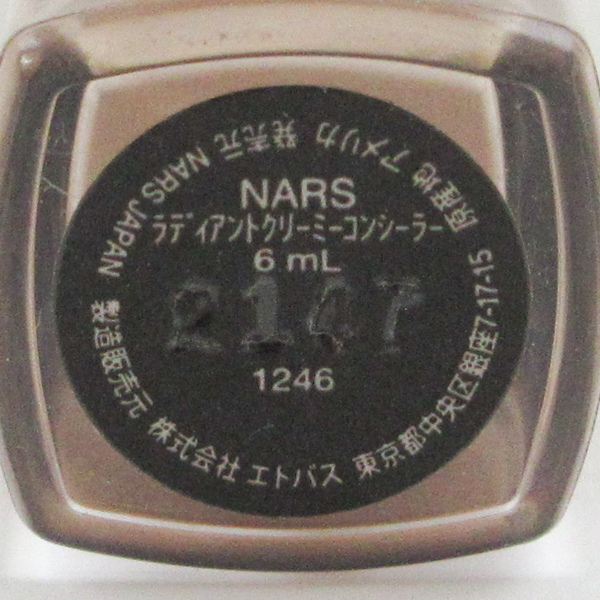 NARS
ラディアントクリーミーコンシーラー
6 mL
1246
製造販売元 株式会社 エトバス 東京都中央区銀座7-17-15 原産地 アメリカ 発売元 NARS JAPAN